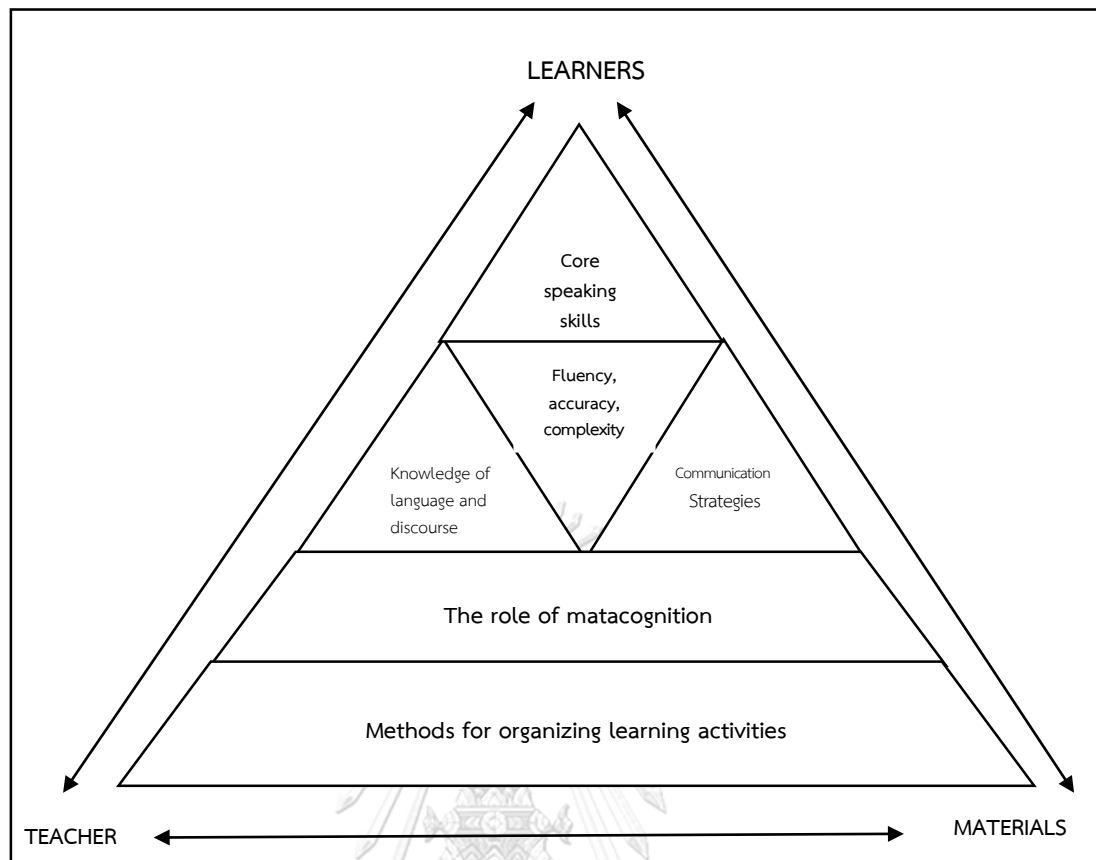 LEARNERS
Core
speaking
skills
Fluency,
accuracy,
complexity
Knowledge of
language and
discourse
Communication
Strategies
The role of matacognition
Methods for organizing learning activities
TEACHER
MATERIALS